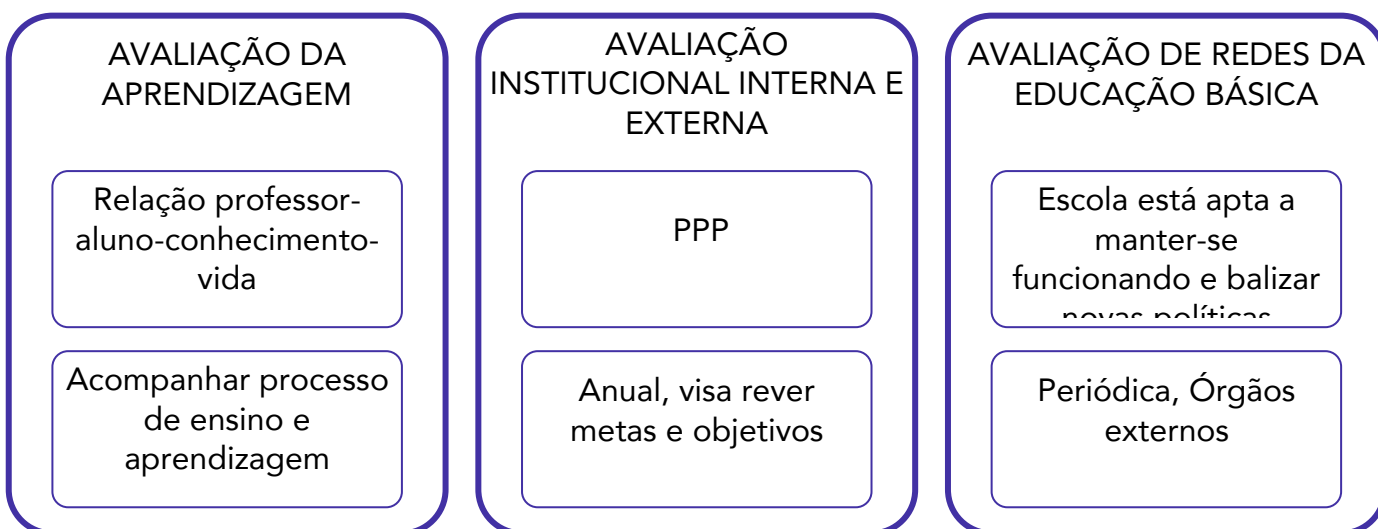 AVALIAÇÃO DA
APRENDIZAGEM
Relação professor-
aluno-conhecimento-
vida
Acompanhar processo
de ensino e
aprendizagem
AVALIAÇÃO
INSTITUCIONAL INTERNA E
EXTERNA
PPP
Anual, visa rever
metas e objetivos
AVALIAÇÃO DE REDES DA
EDUCAÇÃO BÁSICA
Escola está apta a
manter-se
funcionando e balizar
novas políticas
Periódica, Órgãos
externos